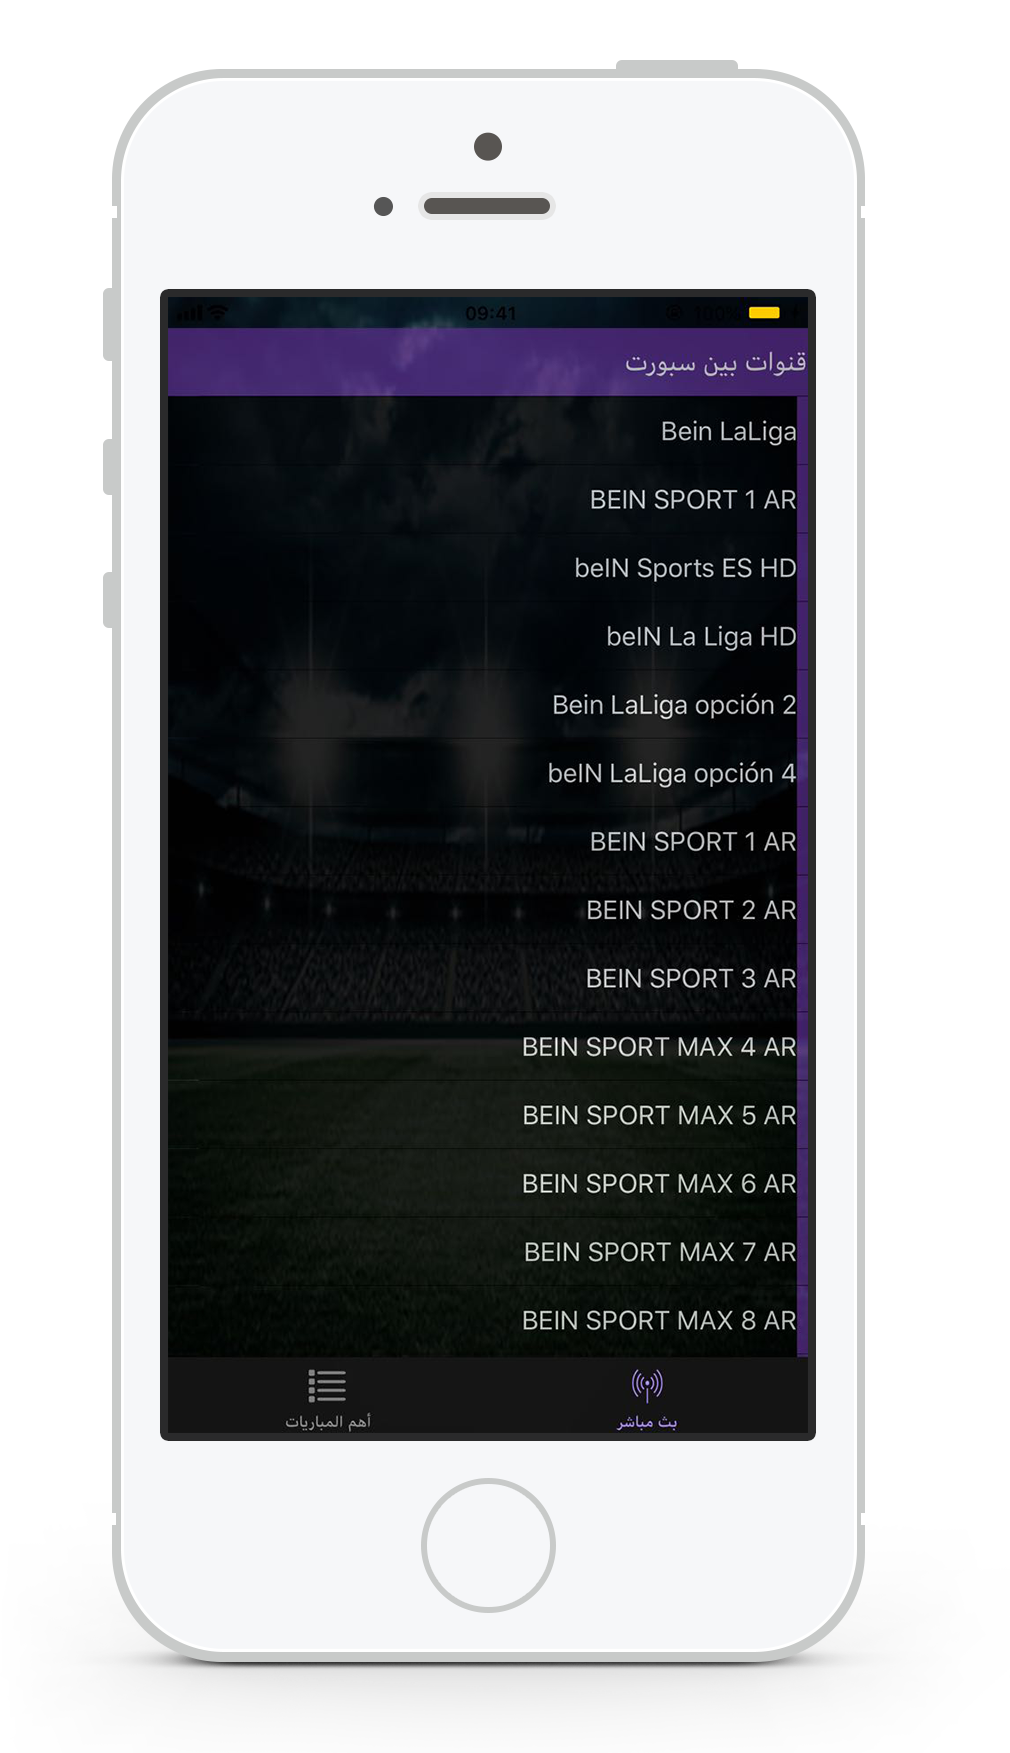 09:41 100%
قنوات بين سبورت
Bein LaLiga
BEIN SPORT 1 AR
beIN Sports ES HD
beIN La Liga HD
Bein LaLiga opción 2
beIN LaLiga opción 4
BEIN SPORT 1 AR
BEIN SPORT 2 AR
BEIN SPORT 3 AR
BEIN SPORT MAX 4 AR
BEIN SPORT MAX 5 AR
BEIN SPORT MAX 6 AR
BEIN SPORT MAX 7 AR
BEIN SPORT MAX 8 AR
بث مباشر
أهم المباريات